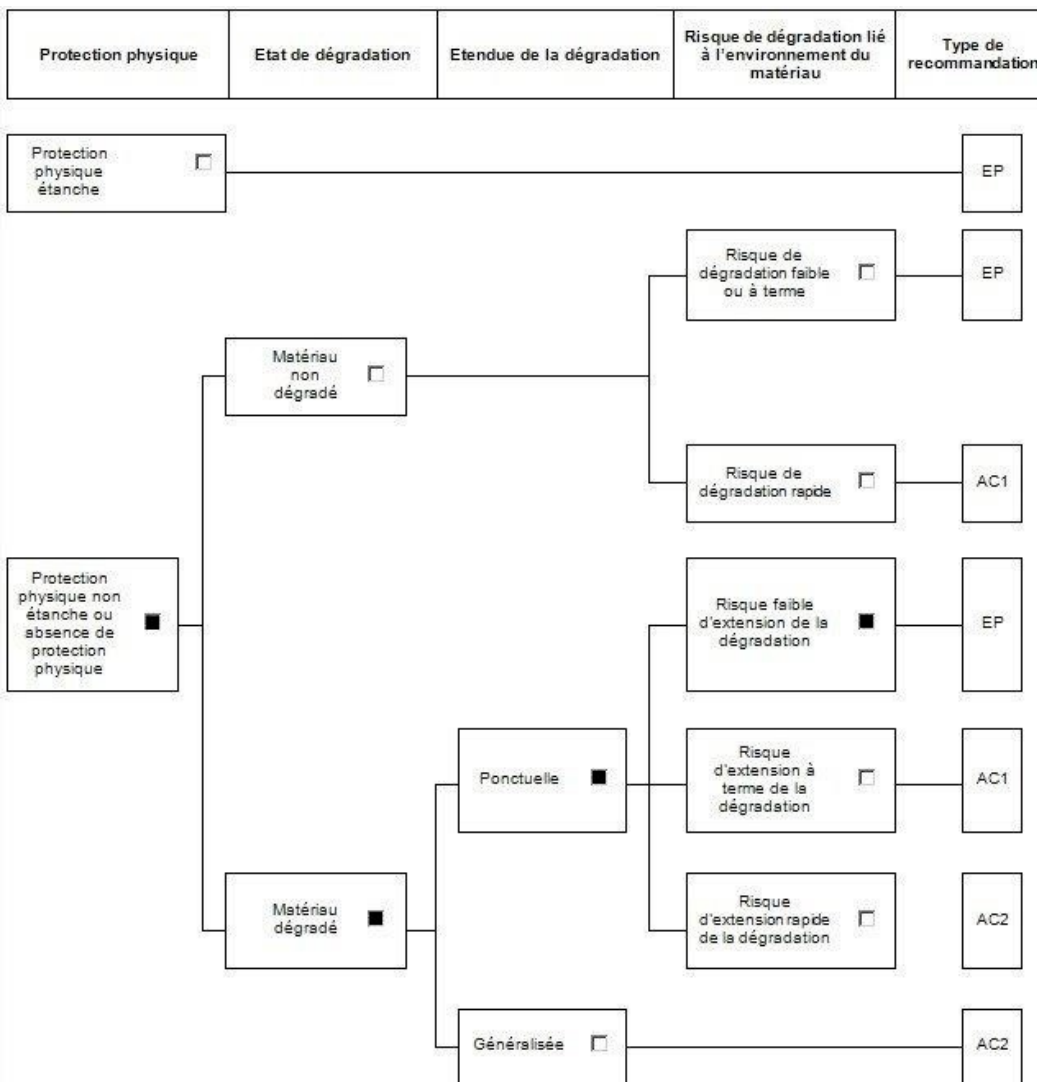 Protection physique
Etat de dégradation
Etendue de la dégradation
Risque de dégradation lié
à l'environnement du
matériau
Type de
recommandation
Protection
physique
étanche
EP
Risque de
dégradation faible
ou à terme
EP
Matériau
non
dégradé
Risque de
dégradation rapide
AC1
Protection
physique non
étanche ou
absence de
protection
physique
Risque faible
d'extension de la
dégradation
EP
Ponctuelle
Risque
d'extension à
terme de la
dégradation
AC1
Matériau
dégradé
Risque
d'extension rapide
de la dégradation
AC2
Généralisée
AC2